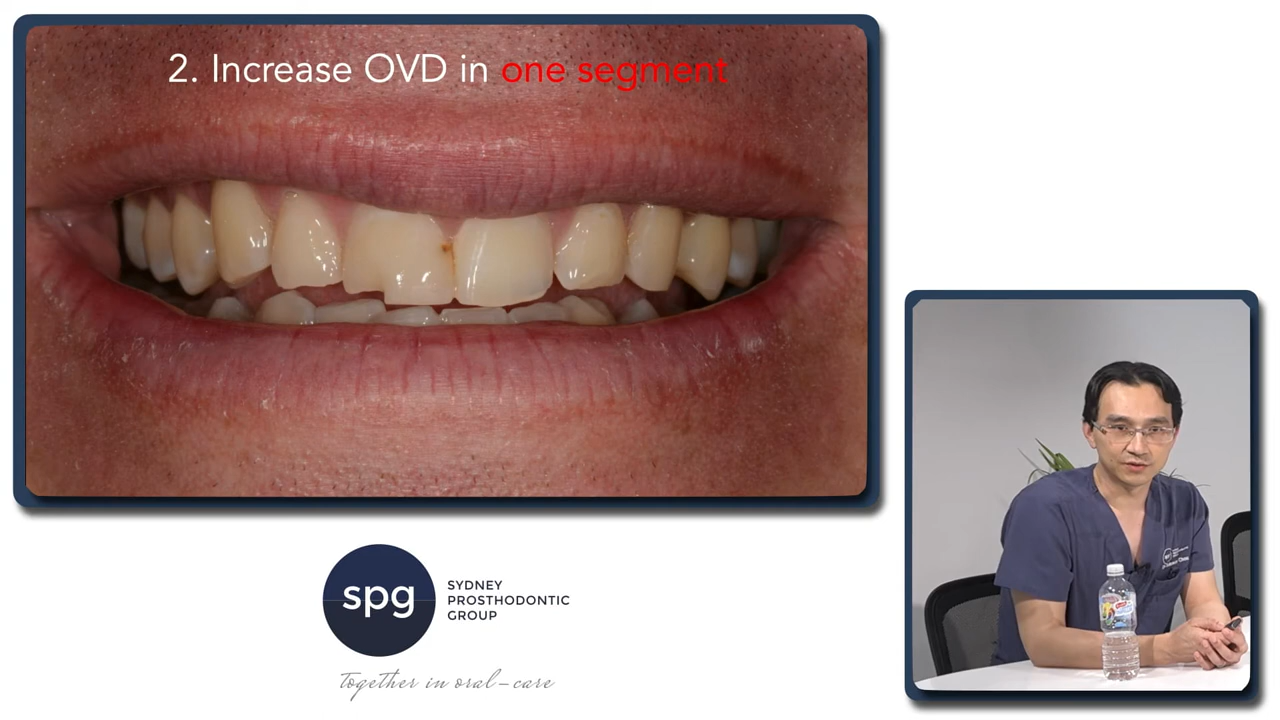 2. Increase OVD in one segment
spg
SYDNEY
PROSTHODONTIC
GROUP
Together in oral-care